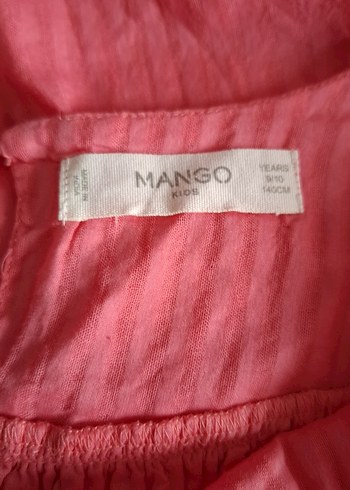 MADE IN
INDIA
MANGO
KIDS
YEARS
9/10
140CM